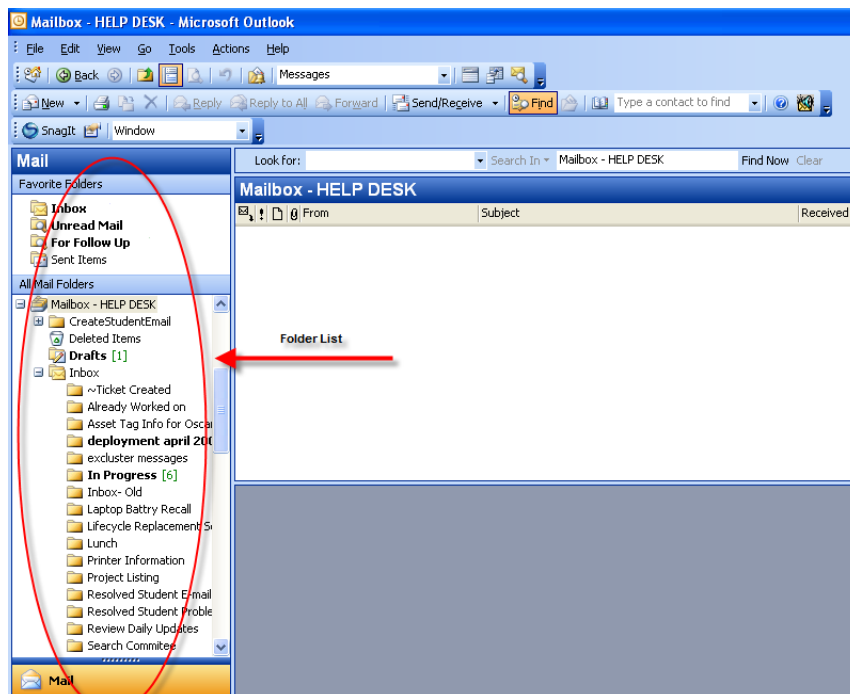 Mailbox - HELP DESK - Microsoft Outlook
File Edit View Go Tools Actions Help
Back Messages
New Reply Reply to All Forward Send/Receive Find Type a contact to find
SnagIt Window
Mail
Look for: Search In Mailbox - HELP DESK Find Now Clear
Favorite Folders
Mailbox - HELP DESK
From Subject Received
Inbox
Unread Mail
For Follow Up
Sent Items
All Mail Folders
Mailbox - HELP DESK
CreateStudentEmail
Deleted Items
Folder List
Drafts [1]
Inbox
~Ticket Created
Already Worked on
Asset Tag Info for Oscar
deployment april 200
excluster messages
In Progress [6]
Inbox- Old
Laptop Battry Recall
Lifecycle Replacement S
Lunch
Printer Information
Project Listing
Resolved Student E-mail
Resolved Student Proble
Review Daily Updates
Search Commitee
Mail